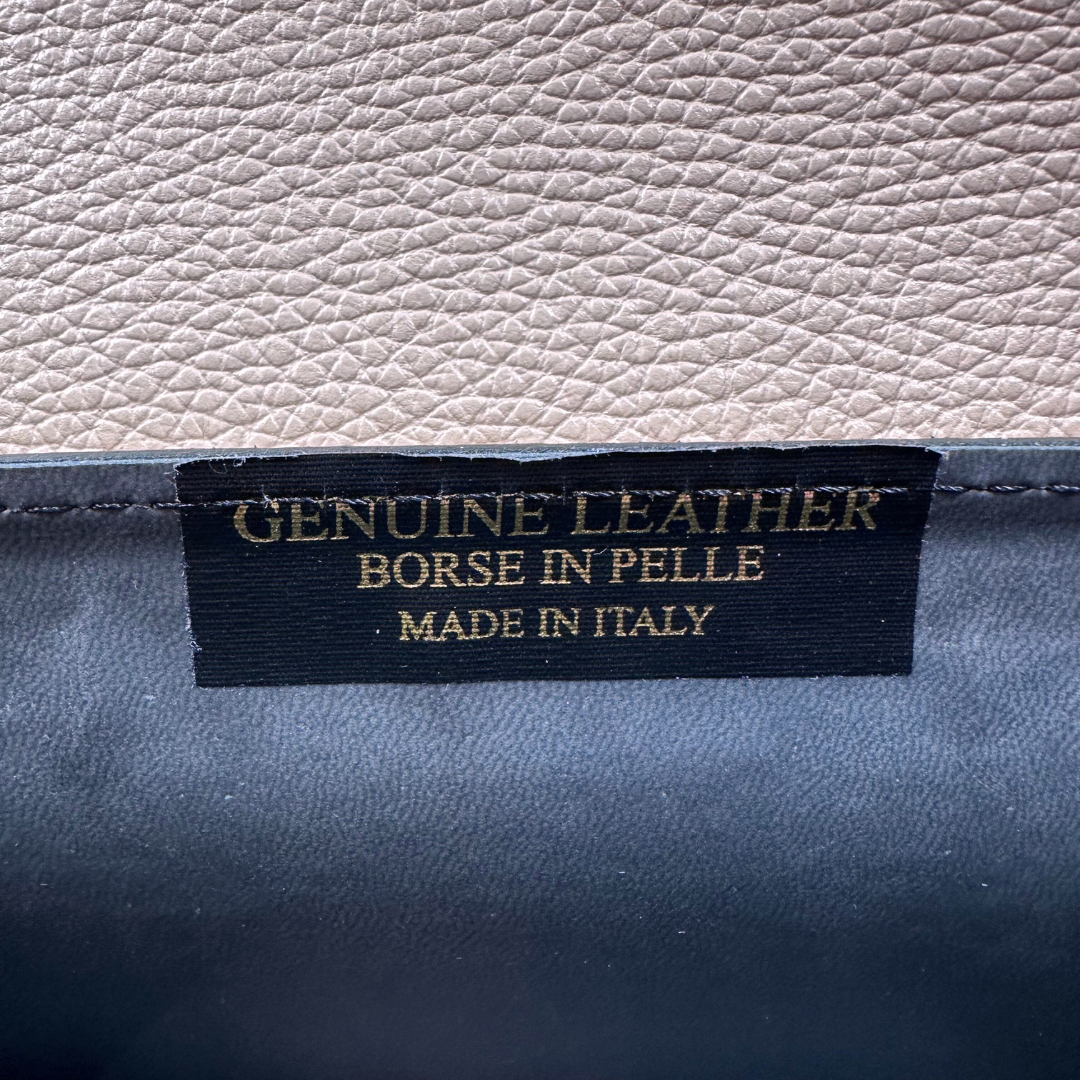 GENUINE LEATHER
BORSE IN PELLE
MADE IN ITALY